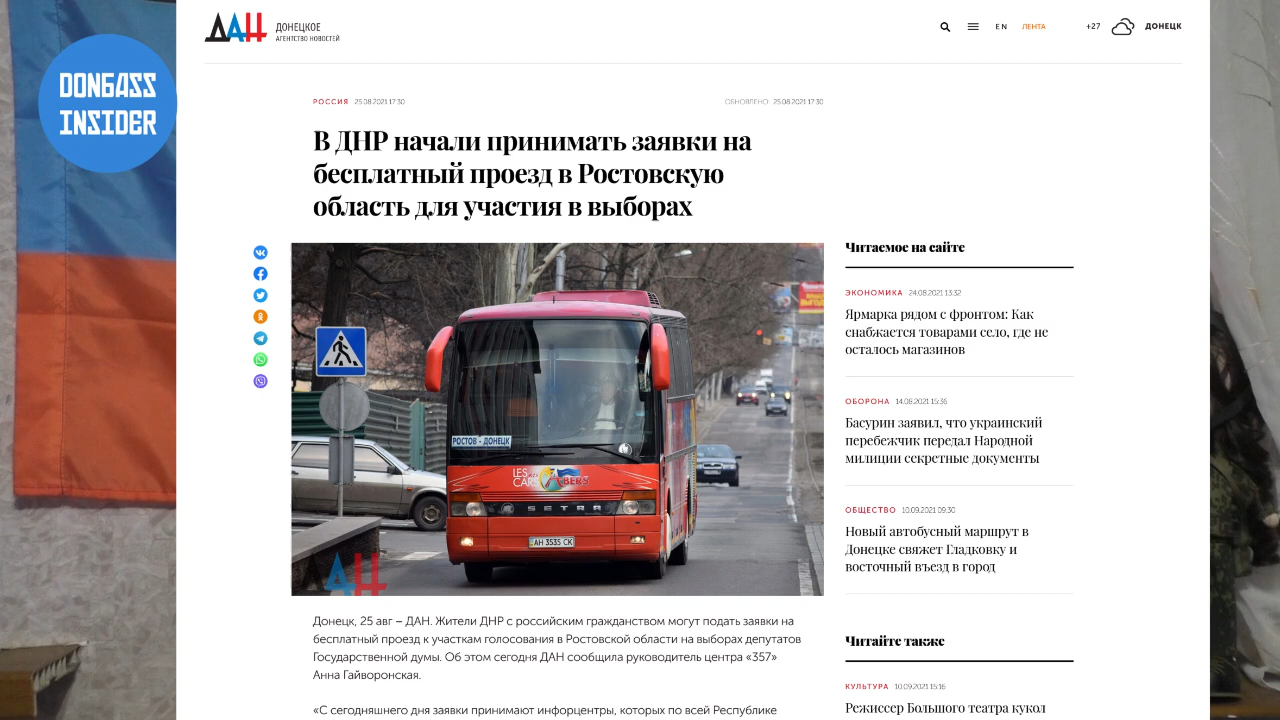 DONБASS
INSIDER
ДАН
ДОНЕЦКОЕ
АГЕНТСТВО НОВОСТЕЙ
EN
ЛЕНТА
+27
ДОНЕЦК
РОССИЯ 25.08.2021 17:30
ОБНОВЛЕНО 25.08.2021 17:30
В ДНР начали принимать заявки на
бесплатный проезд в Ростовскую
область для участия в выборах
РОСТОВ - ДОНЕЦК
LES
CARS
BERS
SETRA
AH 3535 CK
ДАН
Донецк, 25 авг – ДАН. Жители ДНР с российским гражданством могут подать заявки на
бесплатный проезд к участкам голосования в Ростовской области на выборах депутатов
Государственной думы. Об этом сегодня ДАН сообщила руководитель центра «357»
Анна Гайворонская.
«С сегодняшнего дня заявки принимают инфорцентры, которых по всей Республике
Читаемое на сайте
ЭКОНОМИКА 24.08.2021 13:32
Ярмарка рядом с фронтом: Как
снабжается товарами село, где не
осталось магазинов
ОБОРОНА 14.08.2021 15:36
Басурин заявил, что украинский
перебежчик передал Народной
милиции секретные документы
ОБЩЕСТВО 10.09.2021 09:30
Новый автобусный маршрут в
Донецке свяжет Гладковку и
восточный въезд в город
Читайте также
КУЛЬТУРА 10.09.2021 15:16
Режиссер Большого театра кукол